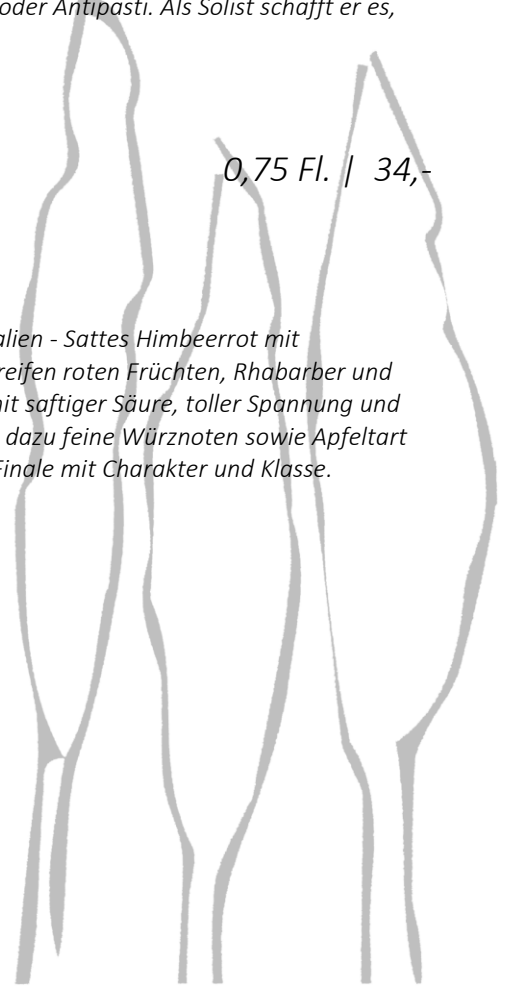 oder Antipasti. Als Solist schafft er es,
0,75 Fl. | 34,-
alien - Sattes Himbeerrot mit
reifen roten Früchten, Rhabarber und
mit saftiger Säure, toller Spannung und
dazu feine Würznoten sowie Apfeltart
Finale mit Charakter und Klasse.